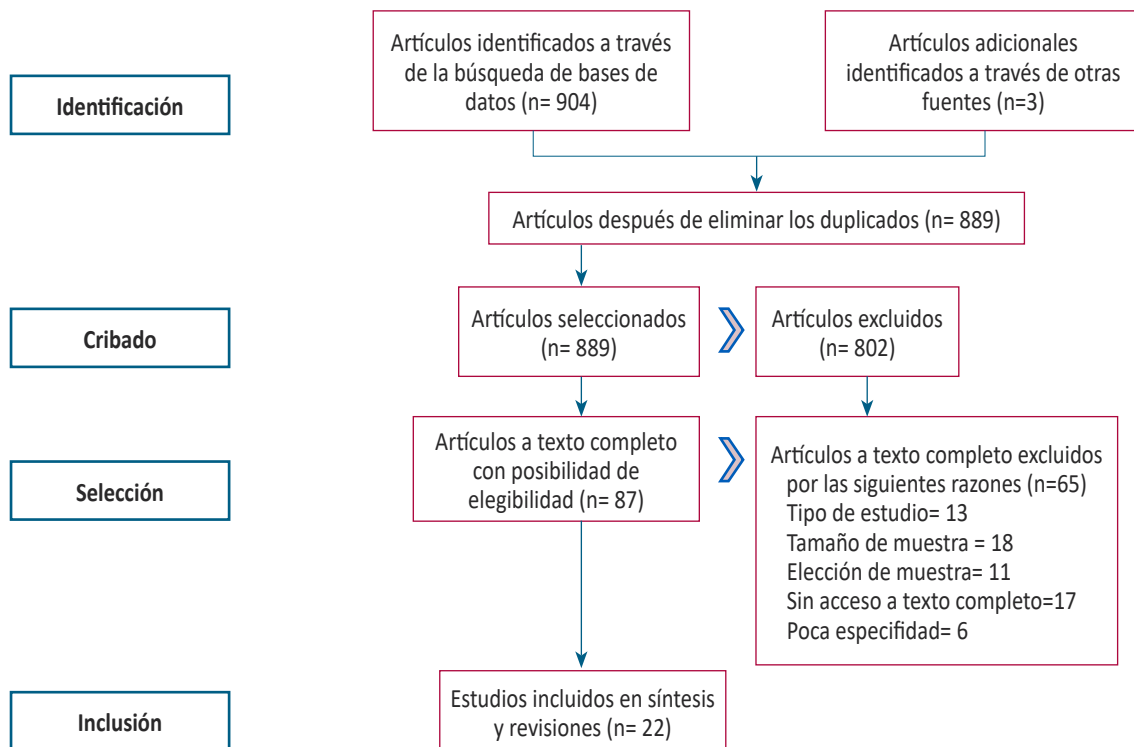 Identificación
Artículos identificados a través
de la búsqueda de bases de
datos (n= 904)
Artículos adicionales
identificados a través de otras
fuentes (n=3)
Artículos después de eliminar los duplicados (n= 889)
Cribado
Artículos seleccionados
(n= 889)
Artículos excluidos
(n= 802)
Selección
Artículos a texto completo
con posibilidad de
elegibilidad (n= 87)
Artículos a texto completo excluidos
por las siguientes razones (n=65)
Tipo de estudio= 13
Tamaño de muestra = 18
Elección de muestra= 11
Sin acceso a texto completo=17
Poca especifidad= 6
Inclusión
Estudios incluidos en síntesis
y revisiones (n= 22)